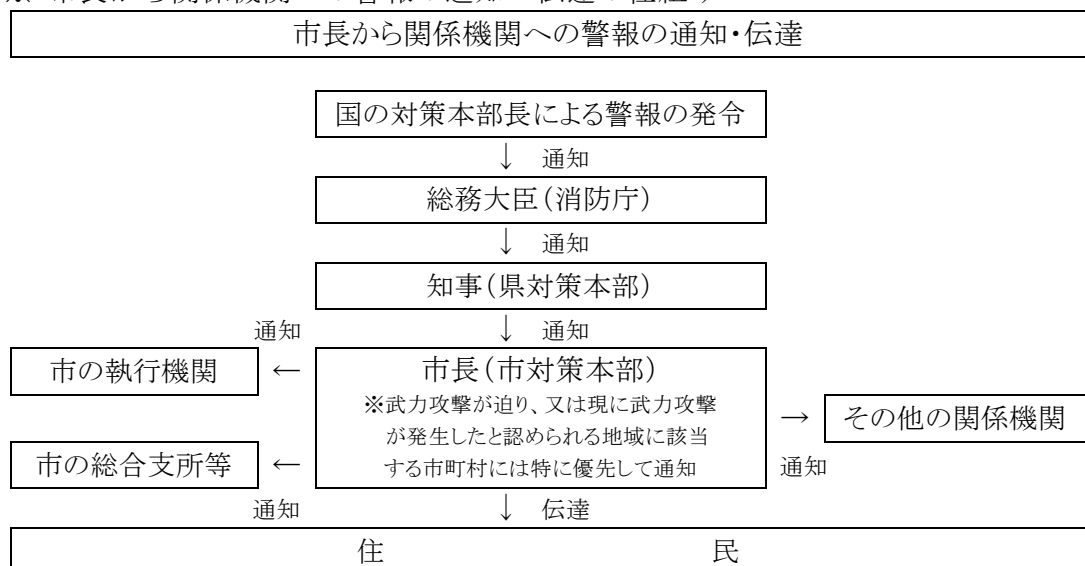 市長から関係機関への警報の通知・伝達
国の対策本部長による警報の発令
↓ 通知
総務大臣(消防庁)
↓ 通知
知事(県対策本部)
通知 ↓ 通知
市の執行機関 ← 市長(市対策本部)
※武力攻撃が迫り、又は現に武力攻撃
が発生したと認められる地域に該当
する市町村には特に優先して通知
→ その他の関係機関
市の総合支所等 ← 通知
通知 ↓ 伝達
住 民